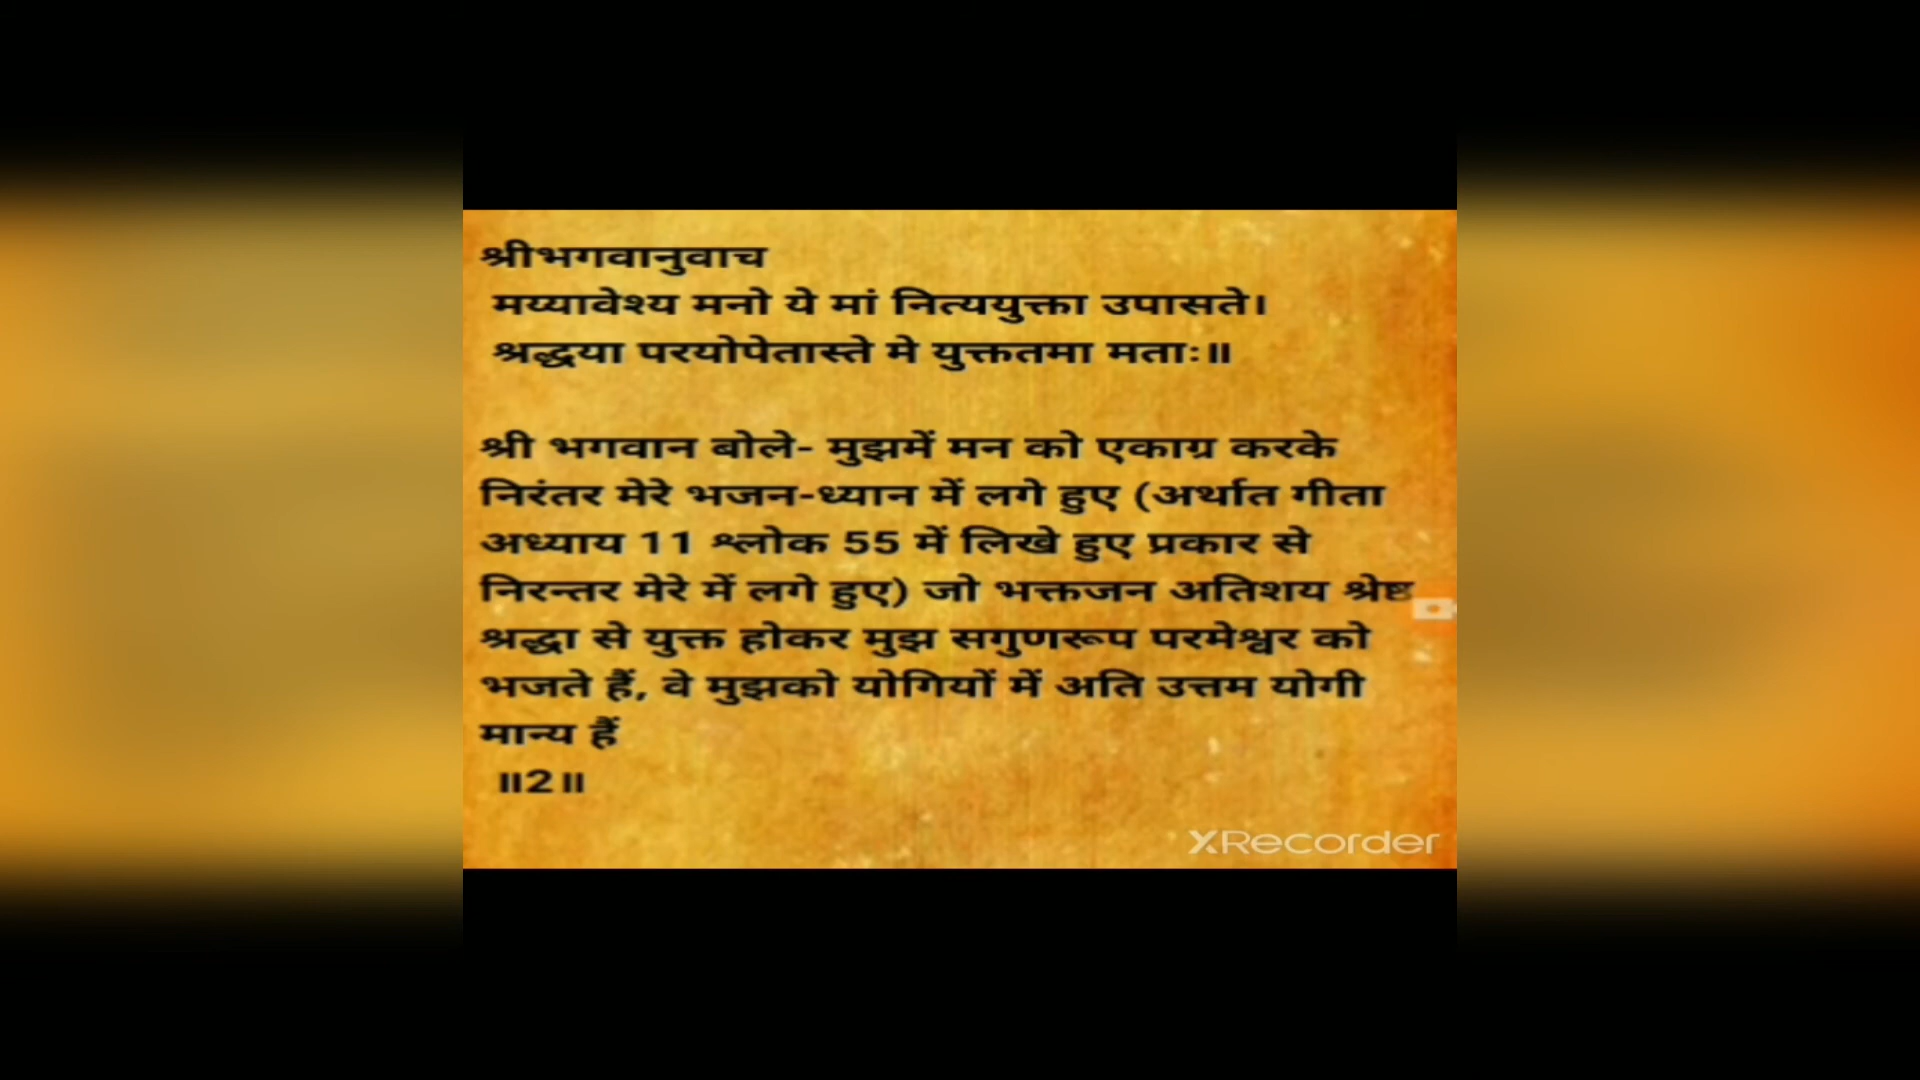 श्रीभगवानुवाच
मय्यावेश्य मनो ये मां नित्ययुक्ता उपासते।
श्रद्धया परयोपेतास्ते मे युक्ततमा मताः॥
श्री भगवान बोले- मुझमें मन को एकाग्र करके
निरंतर मेरे भजन-ध्यान में लगे हुए (अर्थात गीता
अध्याय 11 श्लोक 55 में लिखे हुए प्रकार से
निरन्तर मेरे में लगे हुए) जो भक्तजन अतिशय श्रेष्ठ
श्रद्धा से युक्त होकर मुझ सगुणरूप परमेश्वर को
भजते हैं, वे मुझको योगियों में अति उत्तम योगी
मान्य हैं
॥2॥
XRecorder